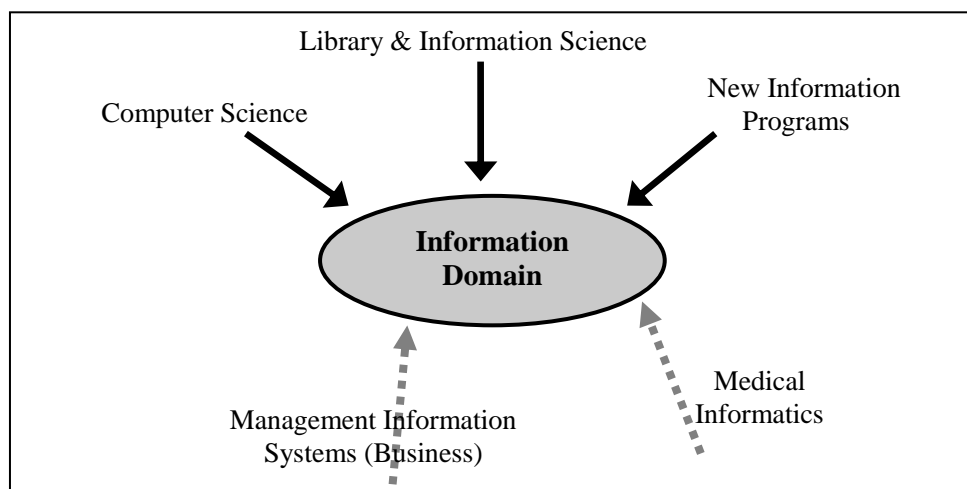 Library & Information Science
Computer Science
New Information
Programs
Information
Domain
Medical
Informatics
Management Information
Systems (Business)